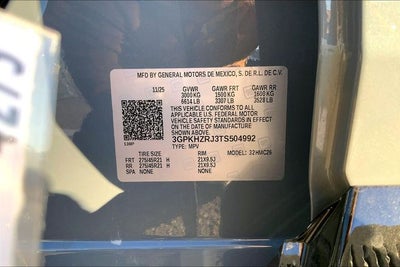 MFD BY GENERAL MOTORS DE MEXICO, S. DE R.L. DE C.V.
11/25 GVWR GAWR FRT GAWR RR
3000 KG 1500 KG 1600 KG
6614 LB 3307 LB 3528 LB
THIS VEHICLE CONFORMS TO ALL
APPLICABLE U.S. FEDERAL MOTOR
VEHICLE SAFETY STANDARDS IN EFFECT
ON THE DATE OF MANUFACTURE
SHOWN ABOVE.
3GPKHZRJ3TS504992
TYPE: MPV
TIRE SIZE RIM MODEL: 32HMC26
FRT 275/45R21 H 21X9.5J
RR 275/45R21 H 21X9.5J
SPA NONE NONE